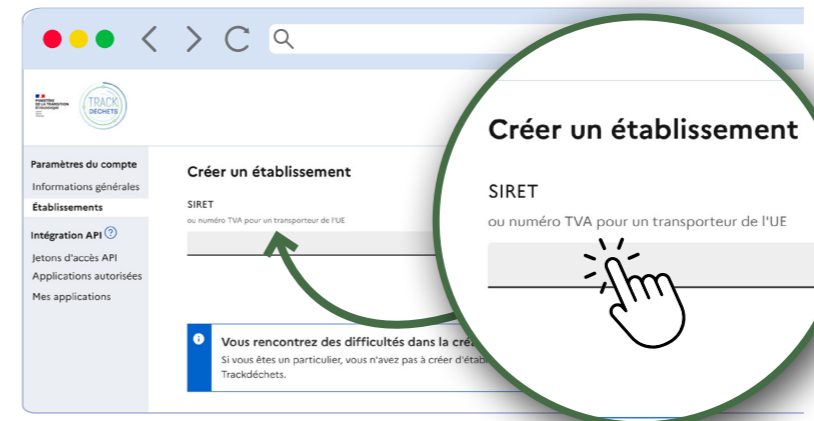 MINISTÈRE
DE LA TRANSITION
ÉCOLOGIQUE
TRACK
DÉCHETS
Paramètres du compte
Informations générales
Établissements
Intégration API ?
Jetons d'accès API
Applications autorisées
Mes applications
Créer un établissement
SIRET
ou numéro TVA pour un transporteur de l'UE
Vous rencontrez des difficultés dans la
Si vous êtes un particulier, vous n'avez pas à créer
Trackdéchets.
Créer un établissement
SIRET
ou numéro TVA pour un transporteur de l'UE